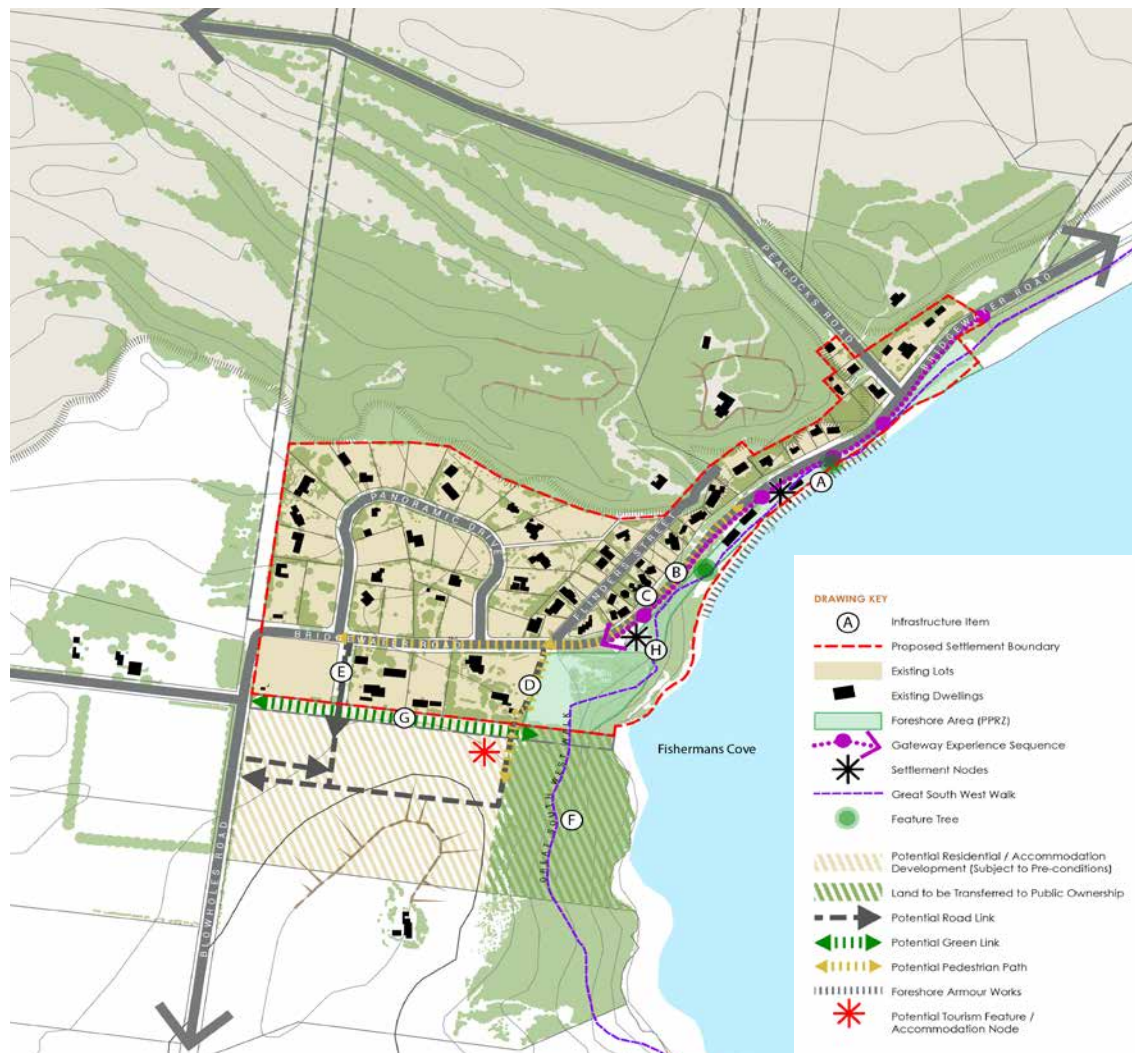 PEACOCKS ROAD
BRIDGEWATER ROAD
A
PANORAMIC DRIVE
FLINDERS STREET
B
C
BRIDGEWATER ROAD
H
E
D
G
Fishermans Cove
GREAT SOUTH WEST WALK
F
BLOWHOLES ROAD
DRAWING KEY
A
Infrastructure Item
Proposed Settlement Boundary
Existing Lots
Existing Dwellings
Foreshore Area (PPRZ)
Gateway Experience Sequence
Settlement Nodes
Great South West Walk
Feature Tree
Potential Residential / Accommodation
Development (Subject to Pre-conditions)
Land to be Transferred to Public Ownership
Potential Road Link
Potential Green Link
Potential Pedestrian Path
Foreshore Armour Works
Potential Tourism Feature /
Accommodation Node